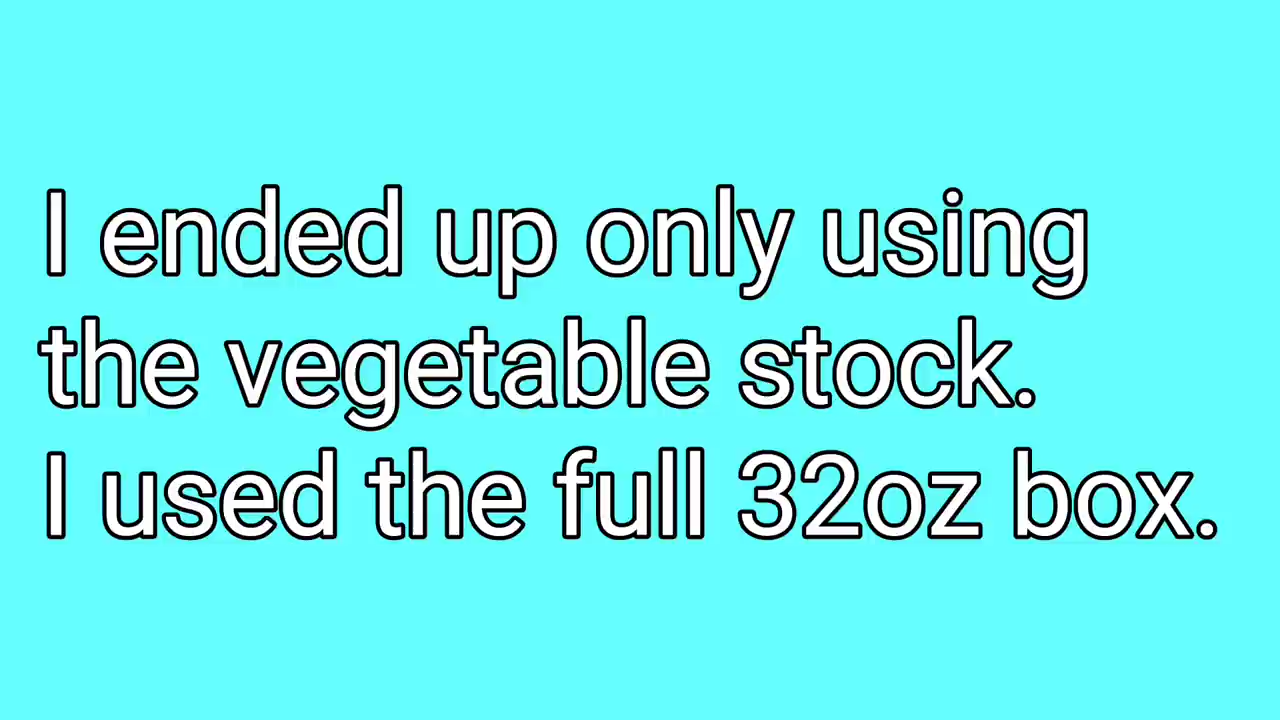 I ended up only using
the vegetable stock.
I used the full 32oz box.